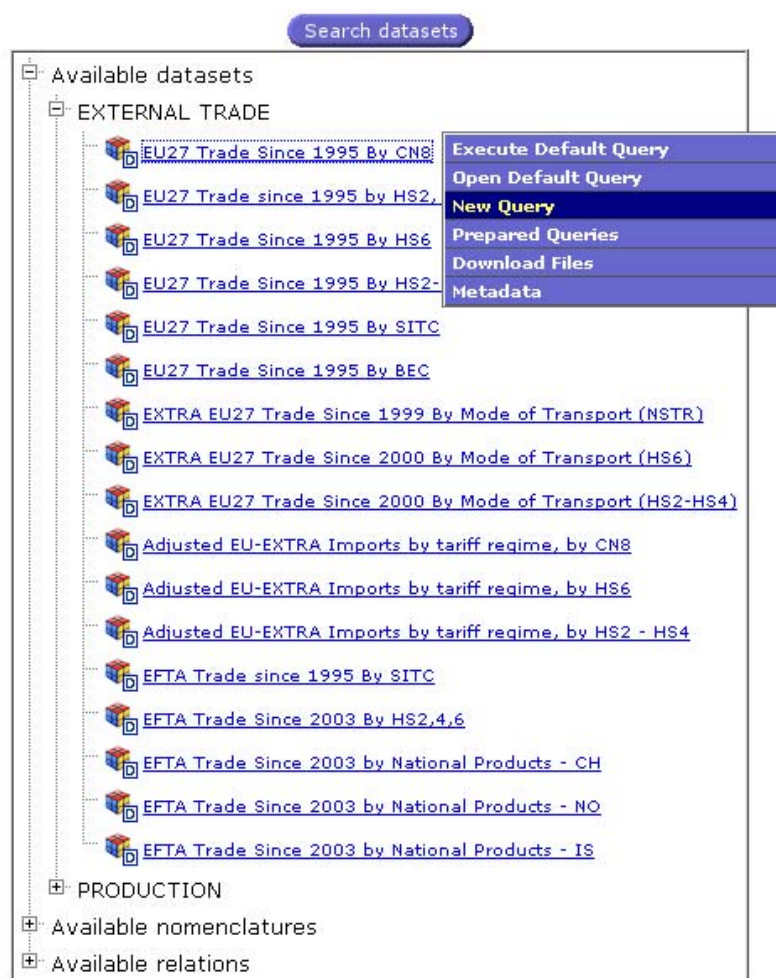 Search datasets
Available datasets
EXTERNAL TRADE
EU27 Trade Since 1995 By CN8
Execute Default Query
Open Default Query
EU27 Trade since 1995 by HS2,
New Query
EU27 Trade Since 1995 By HS6
Prepared Queries
Download Files
EU27 Trade Since 1995 By HS2-
Metadata
EU27 Trade Since 1995 By SITC
EU27 Trade Since 1995 By BEC
EXTRA EU27 Trade Since 1999 By Mode of Transport (NSTR)
EXTRA EU27 Trade Since 2000 By Mode of Transport (HS6)
EXTRA EU27 Trade Since 2000 By Mode of Transport (HS2-HS4)
Adjusted EU-EXTRA Imports by tariff regime, by CN8
Adjusted EU-EXTRA Imports by tariff regime, by HS6
Adjusted EU-EXTRA Imports by tariff regime, by HS2 - HS4
EFTA Trade since 1995 By SITC
EFTA Trade Since 2003 By HS2,4,6
EFTA Trade Since 2003 by National Products - CH
EFTA Trade Since 2003 by National Products - NO
EFTA Trade Since 2003 by National Products - IS
PRODUCTION
Available nomenclatures
Available relations